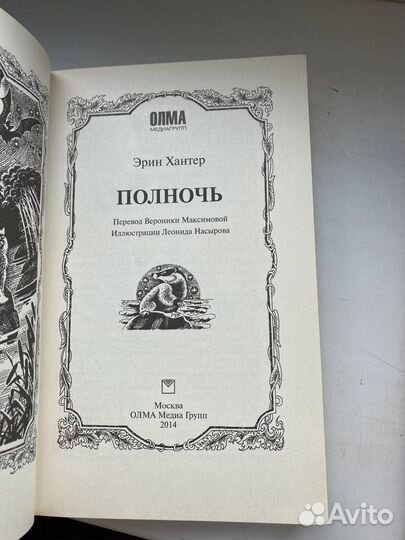 ОЛМА
МЕДИАГРУПП
Эрин Хантер
ПОЛНОЧЬ
Перевод Вероники Максимовой
Иллюстрации Леонида Насырова
Москва
ОЛМА Медиа Групп
2014
Avito